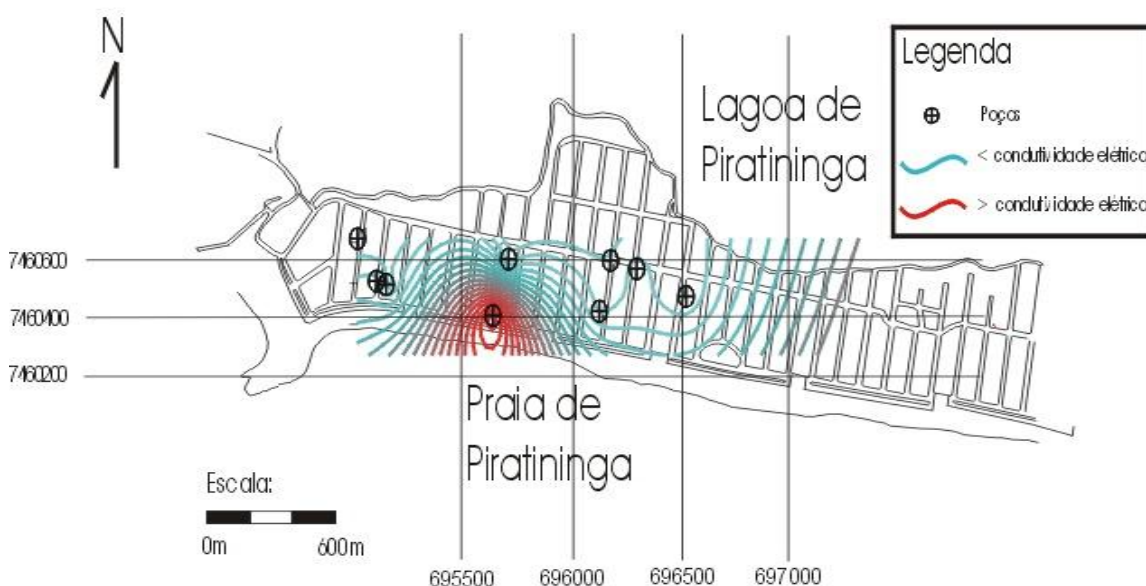 N
Lagoa de
Piratininga
Legenda
Poços
< condutividade elétrica
> condutividade elétrica
7460600
7460400
7460200
Praia de
Piratininga
Escala:
0m 600m
695500 696000 696500 697000